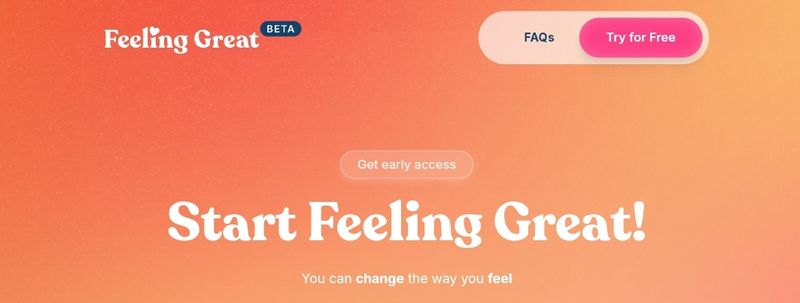 Feeling Great BETA
FAQs Try for Free
Get early access
Start Feeling Great!
You can change the way you feel